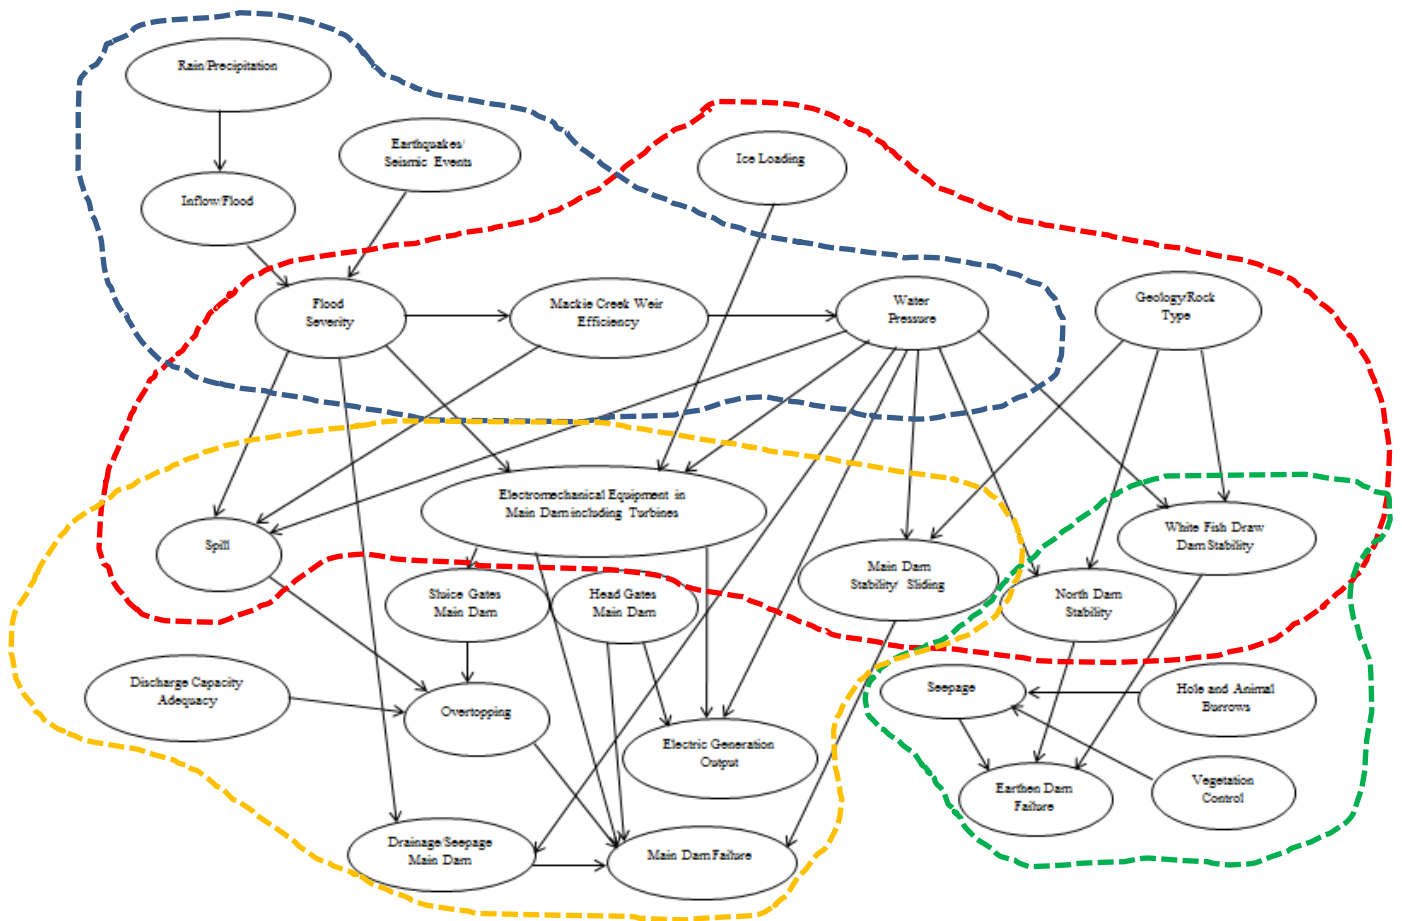 Rain/Precipitation
Earthquakes/
Seismic Events
Ice Loading
Inflow/Flood
Flood
Severity
Mackie Creek Weir
Efficiency
Water
Pressure
Geology/Rock
Type
Electromechanical Equipment in
Main Dam including Turbines
Spill
White Fish Draw
Dam Stability
Main Dam
Stability/ Sliding
North Dam
Stability
Sluice Gates
Main Dam
Head Gates
Main Dam
Discharge Capacity
Adequacy
Overtopping
Seepage
Hole and Animal
Burrows
Electric Generation
Output
Earthen Dam
Failure
Vegetation
Control
Drainage/Seepage
Main Dam
Main Dam Failure